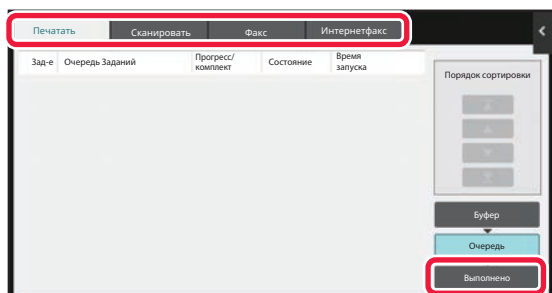 Печатать Сканировать Факс Интернетфакс
Зад-е Очередь Заданий Прогресс/ комплект Состояние Время запуска
Порядок сортировки
Буфер
Очередь
Выполнено